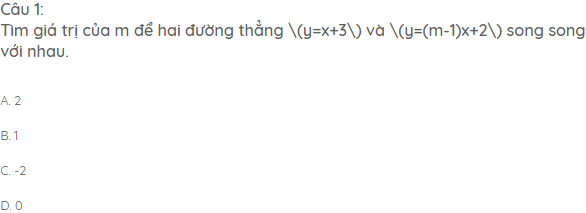 Câu 1:
Tìm giá trị của m để hai đường thẳng \(y=x+3\) và \(y=(m-1)x+2\) song song
với nhau.
A. 2
B. 1
C. -2
D. 0